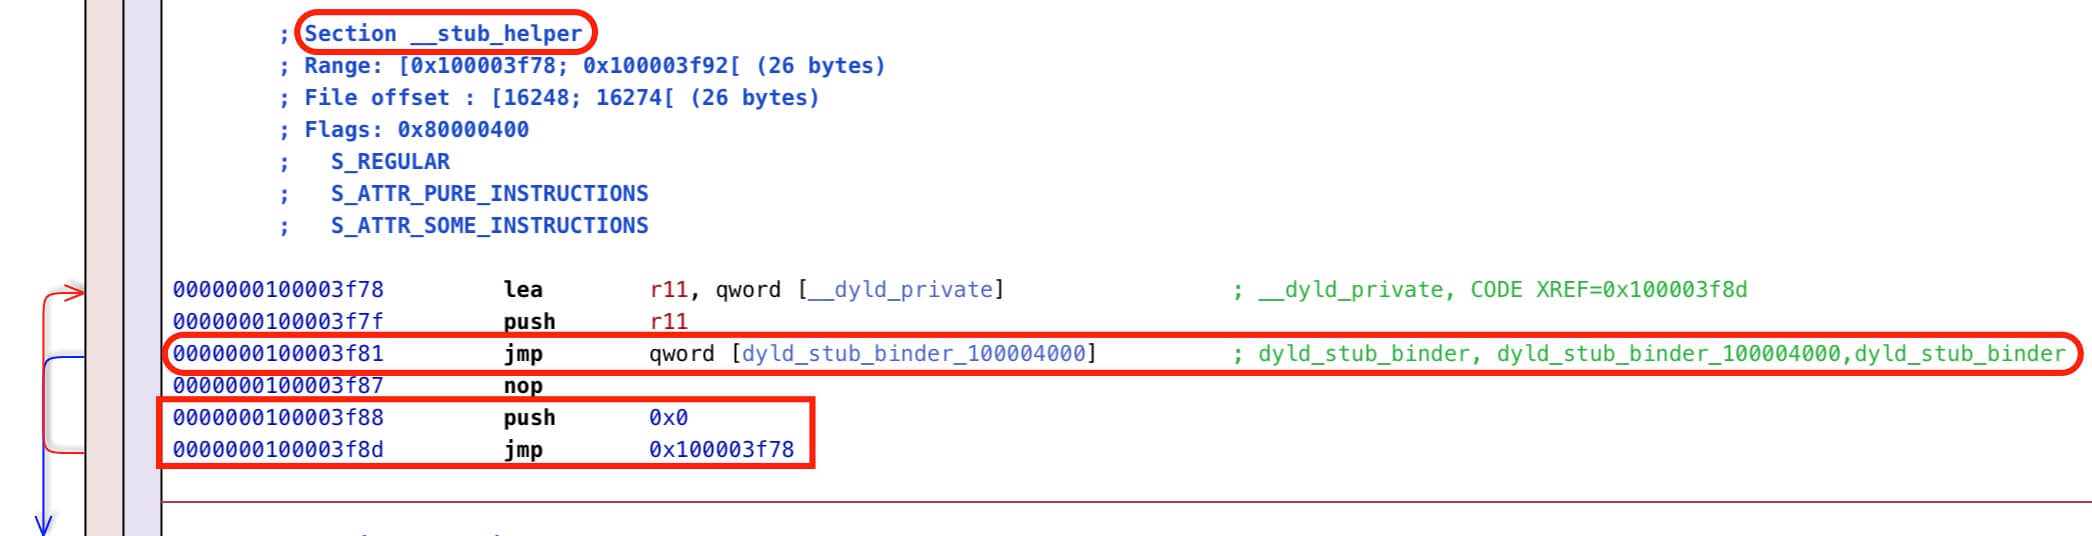 ; Section __stub_helper
; Range: [0x100003f78; 0x100003f92[ (26 bytes)
; File offset : [16248; 16274[ (26 bytes)
; Flags: 0x80000400
;   S_REGULAR
;   S_ATTR_PURE_INSTRUCTIONS
;   S_ATTR_SOME_INSTRUCTIONS
0000000100003f78 lea r11, qword [__dyld_private] ; __dyld_private, CODE XREF=0x100003f8d
0000000100003f7f push r11
0000000100003f81 jmp qword [dyld_stub_binder_100004000] ; dyld_stub_binder, dyld_stub_binder_100004000,dyld_stub_binder
0000000100003f87 nop
0000000100003f88 push 0x0
0000000100003f8d jmp 0x100003f78